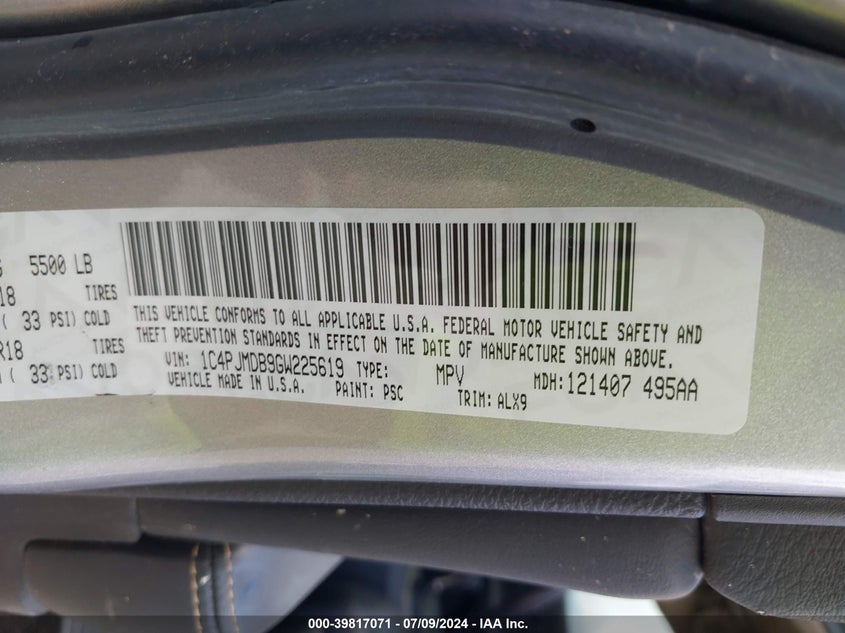 G 5500 LB
R18 TIRES
( 33 PSI) COLD
R18 TIRES
( 33 PSI) COLD
THIS VEHICLE CONFORMS TO ALL APPLICABLE U.S.A. FEDERAL MOTOR VEHICLE SAFETY AND
THEFT PREVENTION STANDARDS IN EFFECT ON THE DATE OF MANUFACTURE SHOWN ABOVE.
VIN: 1C4PJMDB9GW225619 TYPE: MPV MDH:121407 495AA
VEHICLE MADE IN U.S.A. PAINT: PSC TRIM: ALX9
000-39817071 / 07/09/2024 - IAA Inc.